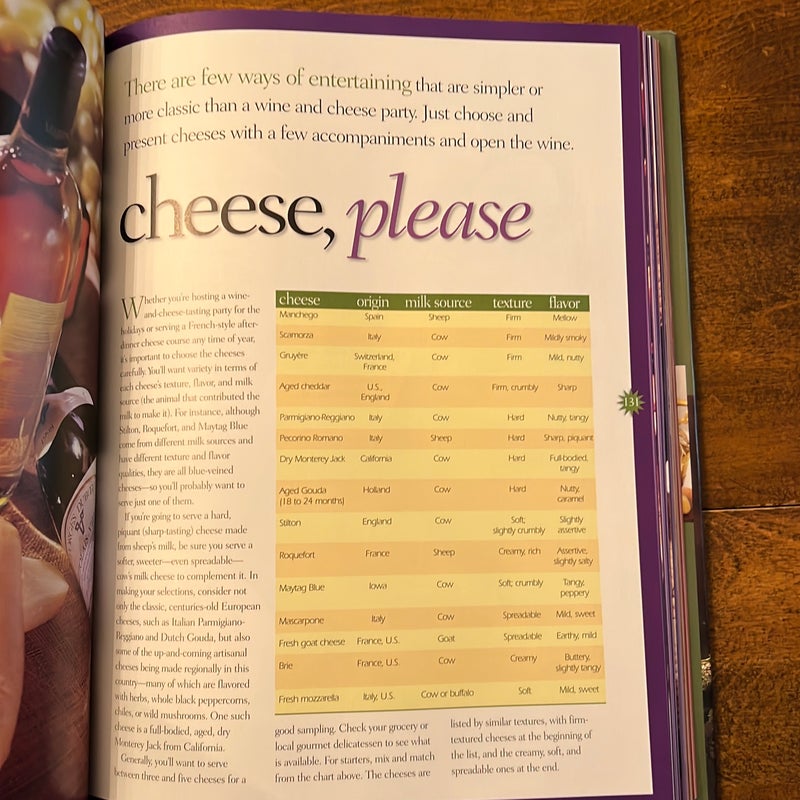 There are few ways of entertaining that are simpler or
more classic than a wine and cheese party. Just choose and
present cheeses with a few accompaniments and open the wine.
cheese, please
Whether you're hosting a wine-
and-cheese-tasting party for the
holidays or serving a French-style after-
dinner cheese course any time of year,
it's important to choose the cheeses
carefully. You'll want variety in terms of
each cheese's texture, flavor, and milk
source (the animal that contributed the
milk to make it). For instance, although
Stilton, Roquefort, and Maytag Blue
come from different milk sources and
have different texture and flavor
qualities, they are all blue-veined
cheeses—so you'll probably want to
serve just one of them.
If you're going to serve a hard,
piquant (sharp-tasting) cheese made
from sheep's milk, be sure you serve a
softer, sweeter—even spreadable—
cow's milk cheese to complement it. In
making your selections, consider not
only the classic, centuries-old European
cheeses, such as Italian Parmigiano-
Reggiano and Dutch Gouda, but also
some of the up-and-coming artisanal
cheeses being made regionally in this
country—many of which are flavored
with herbs, whole black peppercorns,
chiles, or wild mushrooms. One such
cheese is a full-bodied, aged, dry
Monterey Jack from California.
Generally, you'll want to serve
between three and five cheeses for a
cheese origin milk source texture flavor
Manchego Spain Sheep Firm Mellow
Scamorza Italy Cow Firm Mildly smoky
Gruyère Switzerland, Cow Firm Mild, nutty
France
Aged cheddar U.S., Cow Firm, crumbly Sharp
England
Parmigiano Reggiano Italy Cow Hard Nutty, tangy
Pecorino Romano Italy Sheep Hard Sharp, piquant
Dry Monterey Jack California Cow Hard Full-bodied,
tangy
Aged Gouda Holland Cow Hard Nutty,
(18 to 24 months) caramel
Stilton England Cow Soft; Slightly
slightly crumbly assertive
Roquefort France Sheep Creamy, rich Assertive,
slightly salty
Maytag Blue Iowa Cow Soft; crumbly Tangy,
peppery
Mascarpone Italy Cow Spreadable Mild, sweet
Fresh goat cheese France, U.S. Goat Spreadable Earthy, mild
Brie France, U.S. Cow Creamy Buttery,
slightly tangy
Fresh mozzarella Italy, U.S. Cow or buffalo Soft Mild, sweet
good sampling. Check your grocery or
local gourmet delicatessen to see what
is available. For starters, mix and match
from the chart above. The cheeses are
listed by similar textures, with firm-
textured cheeses at the beginning of
the list, and the creamy, soft, and
spreadable ones at the end.
131